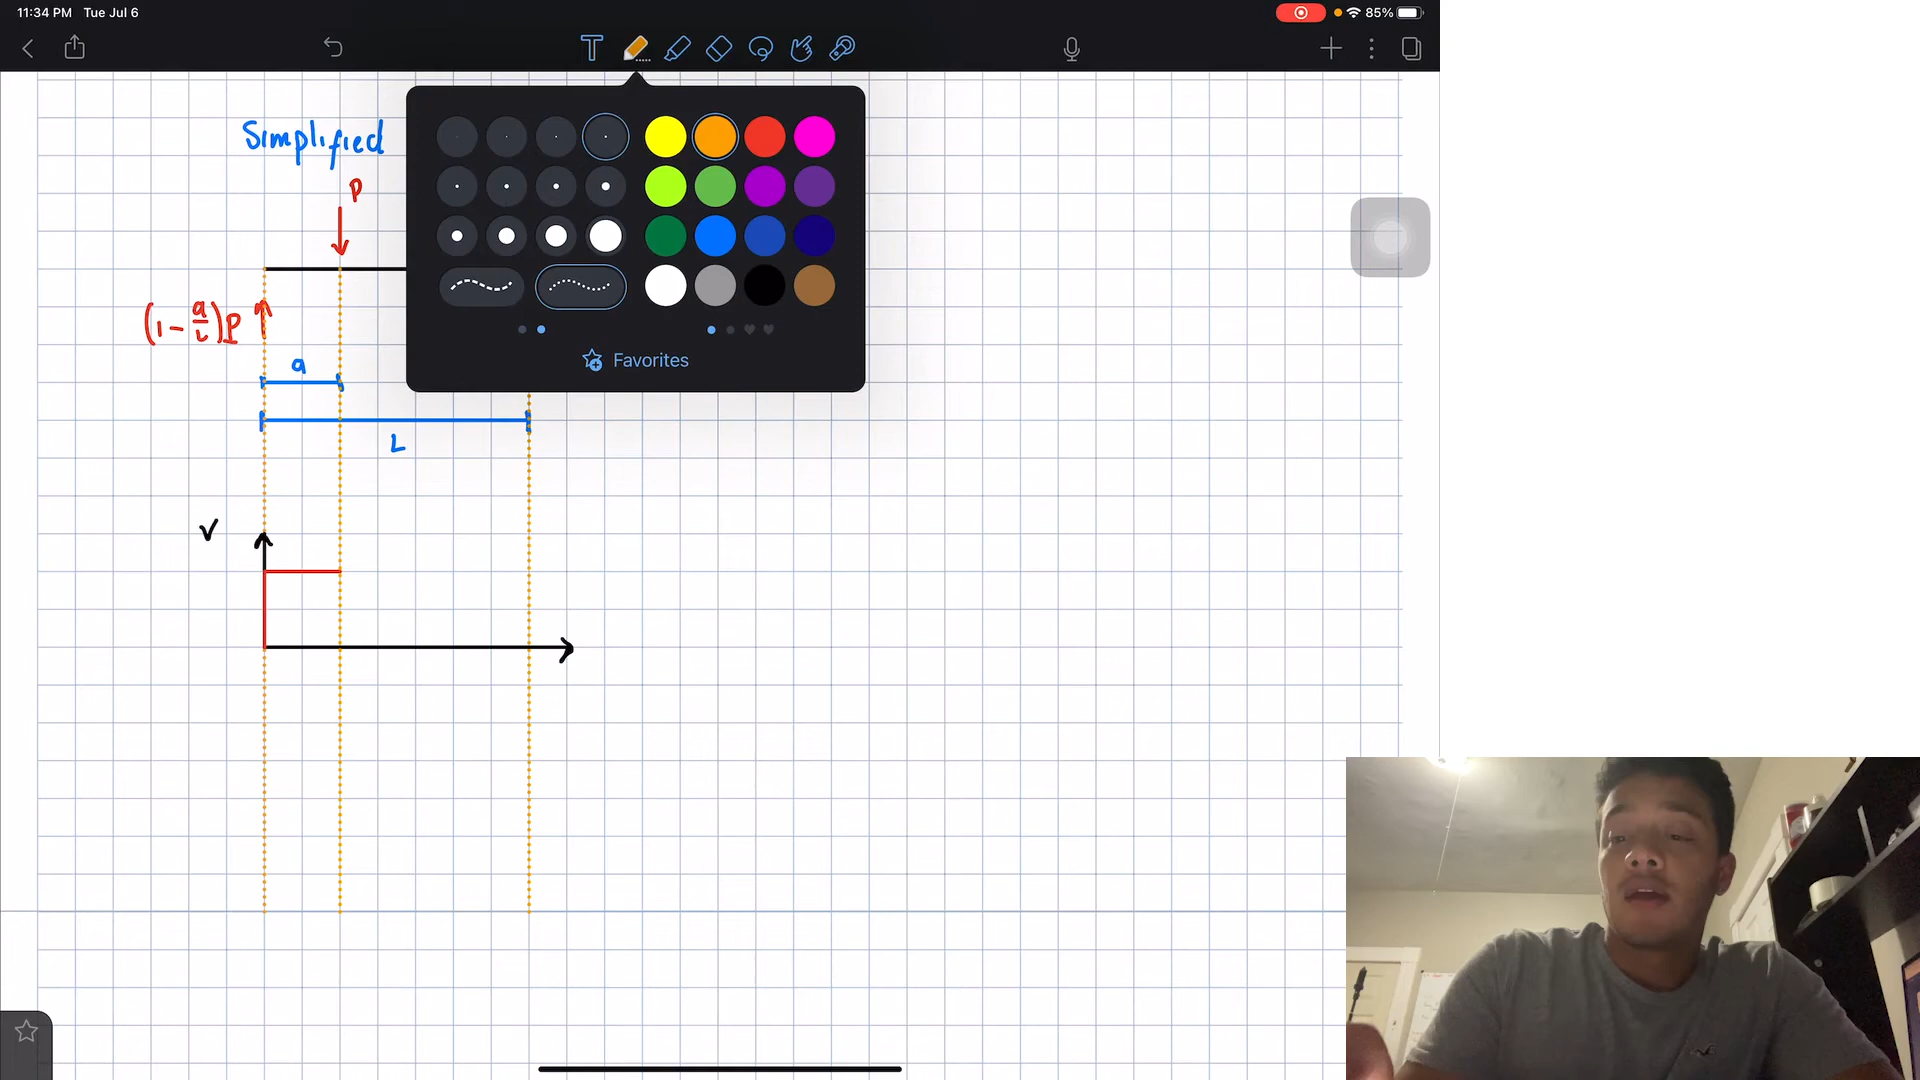 11:34 PM Tue Jul 6
85%
T
Simplified
P
(1 - a/L)P
a
L
V
Favorites